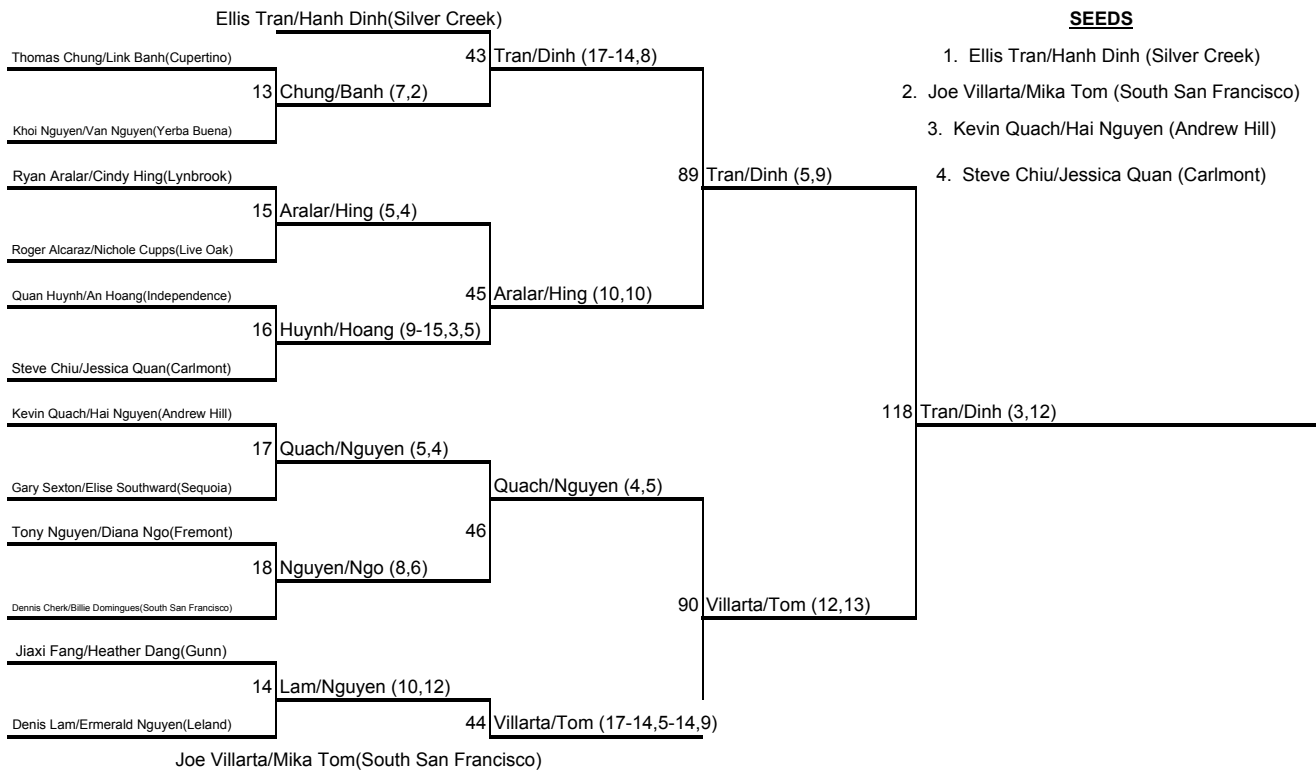 Ellis Tran/Hanh Dinh(Silver Creek)
SEEDS
Thomas Chung/Link Banh(Cupertino)
43 Tran/Dinh (17-14,8)
1. Ellis Tran/Hanh Dinh (Silver Creek)
13 Chung/Banh (7,2)
2. Joe Villarta/Mika Tom (South San Francisco)
Khoi Nguyen/Van Nguyen(Yerba Buena)
3. Kevin Quach/Hai Nguyen (Andrew Hill)
Ryan Aralar/Cindy Hing(Lynbrook)
89 Tran/Dinh (5,9)
4. Steve Chiu/Jessica Quan (Carlmont)
15 Aralar/Hing (5,4)
Roger Alcaraz/Nichole Cupps(Live Oak)
Quan Huynh/An Hoang(Independence)
45 Aralar/Hing (10,10)
16 Huynh/Hoang (9-15,3,5)
Steve Chiu/Jessica Quan(Carlmont)
Kevin Quach/Hai Nguyen(Andrew Hill)
118 Tran/Dinh (3,12)
17 Quach/Nguyen (5,4)
Gary Sexton/Elise Southward(Sequoia)
Quach/Nguyen (4,5)
Tony Nguyen/Diana Ngo(Fremont)
46
18 Nguyen/Ngo (8,6)
Dennis Cherk/Billie Domingues(South San Francisco)
90 Villarta/Tom (12,13)
Jiaxi Fang/Heather Dang(Gunn)
14 Lam/Nguyen (10,12)
Denis Lam/Ermerald Nguyen(Leland)
44 Villarta/Tom (17-14,5-14,9)
Joe Villarta/Mika Tom(South San Francisco)